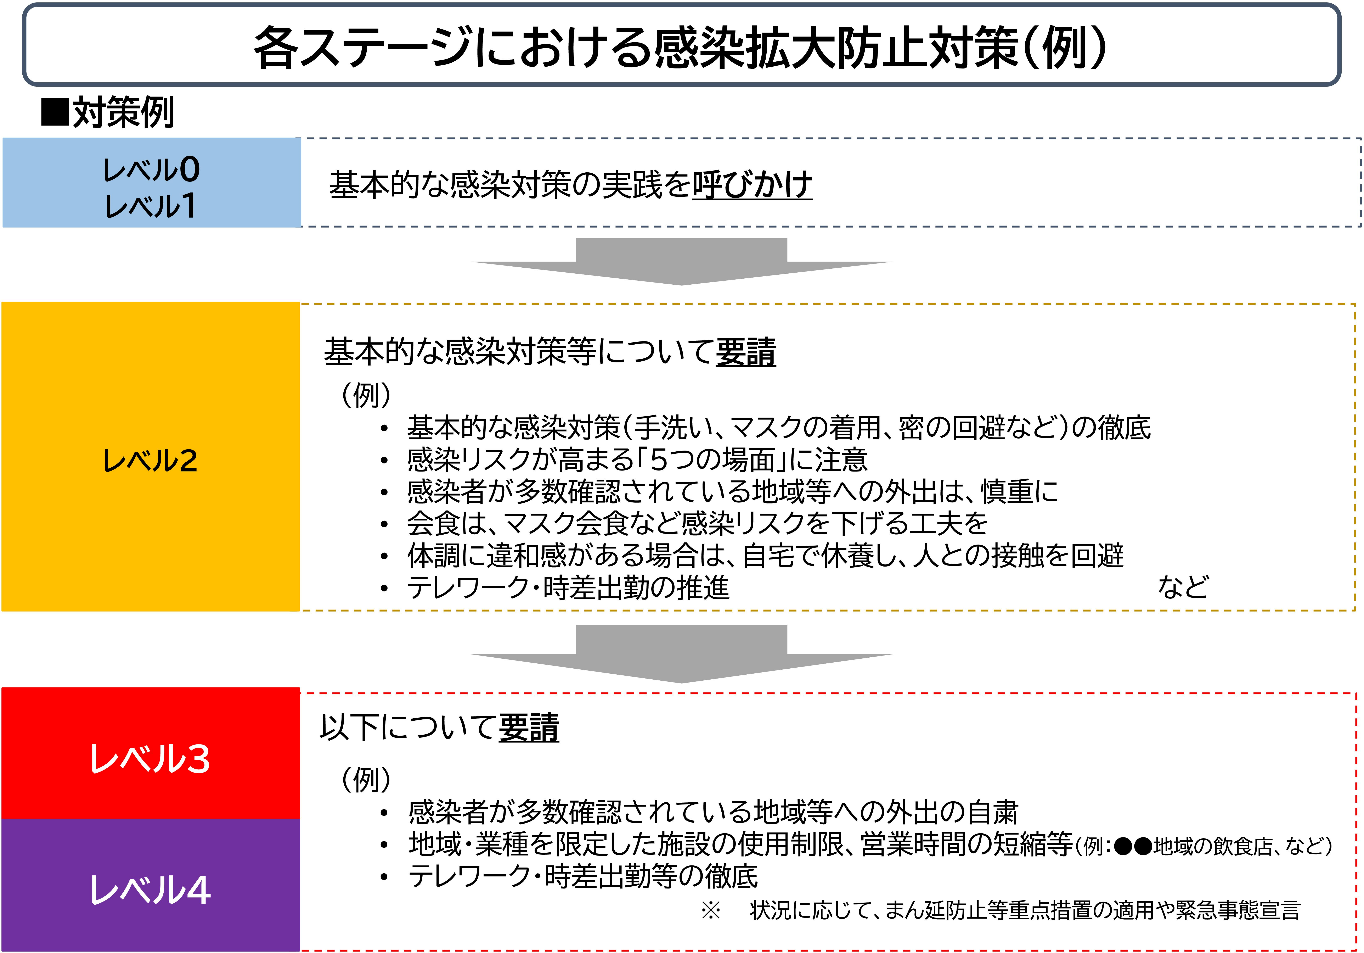 各ステージにおける感染拡大防止対策（例）
■対策例
レベル0
レベル1
基本的な感染対策の実践を呼びかけ
レベル2
基本的な感染対策等について要請
（例）
・ 基本的な感染対策（手洗い、マスクの着用、密の回避など）の徹底
・ 感染リスクが高まる「5つの場面」に注意
・ 感染者が多数確認されている地域等への外出は、慎重に
・ 会食は、マスク会食など感染リスクを下げる工夫を
・ 体調に違和感がある場合は、自宅で休養し、人との接触を回避
・ テレワーク・時差出勤の推進 など
レベル3
レベル4
以下について要請
（例）
・ 感染者が多数確認されている地域等への外出の自粛
・ 地域・業種を限定した施設の使用制限、営業時間の短縮等（例：●●地域の飲食店、など）
・ テレワーク・時差出勤等の徹底
※ 状況に応じて、まん延防止等重点措置の適用や緊急事態宣言